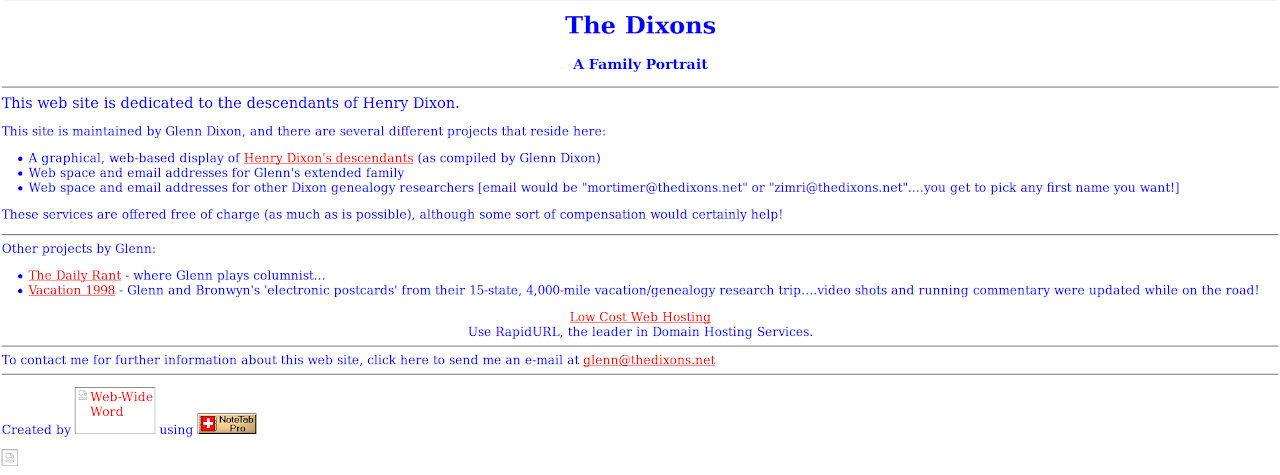 The Dixons
A Family Portrait
This web site is dedicated to the descendants of Henry Dixon.
This site is maintained by Glenn Dixon, and there are several different projects that reside here:
• A graphical, web-based display of Henry Dixon's descendants (as compiled by Glenn Dixon)
• Web space and email addresses for Glenn's extended family
• Web space and email addresses for other Dixon genealogy researchers [email would be "mortimer@thedixons.net" or "zimri@thedixons.net"....you get to pick any first name you want!]
These services are offered free of charge (as much as is possible), although some sort of compensation would certainly help!
Other projects by Glenn:
• The Daily Rant - where Glenn plays columnist...
• Vacation 1998 - Glenn and Bronwyn's 'electronic postcards' from their 15-state, 4,000-mile vacation/genealogy research trip....video shots and running commentary were updated while on the road!
Low Cost Web Hosting
Use RapidURL, the leader in Domain Hosting Services.
To contact me for further information about this web site, click here to send me an e-mail at glenn@thedixons.net
Web-Wide
Word
Created by using
NoteTab
Pro